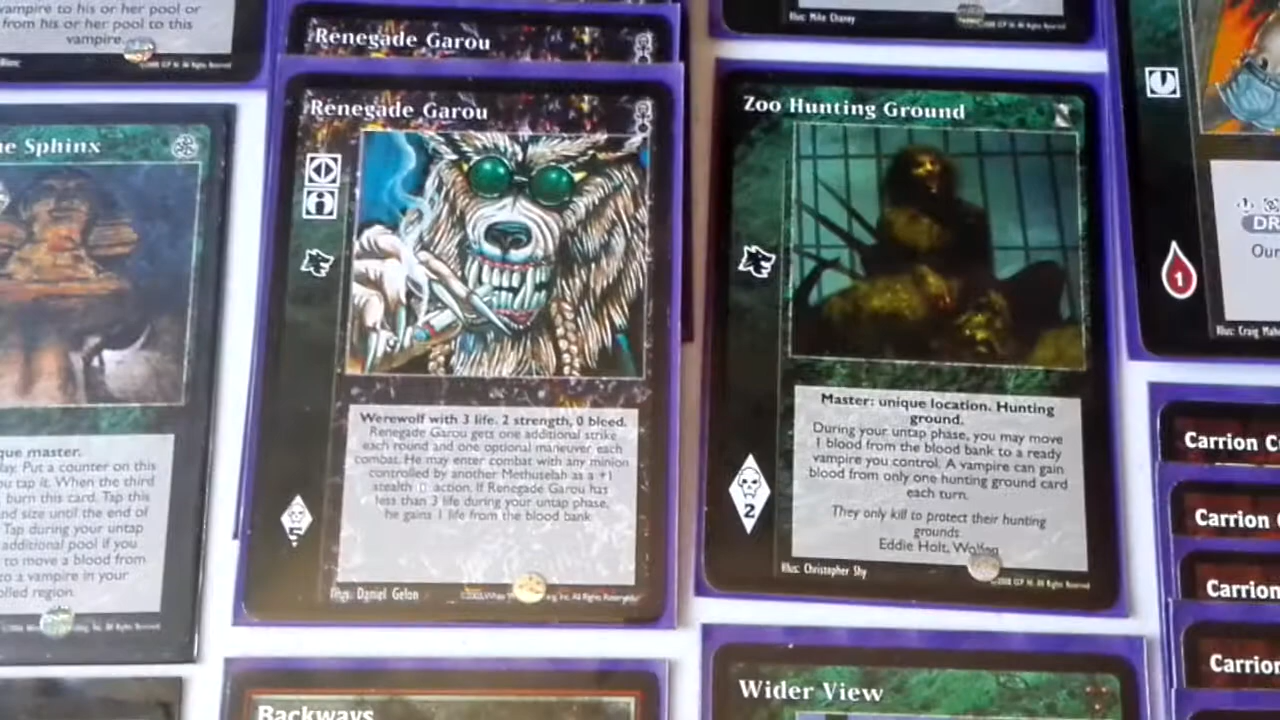 vampire to his or her pool or
from his or her pool to this
vampire.
Renegade Garou
Illus: Mike Chaney
e Sphinx
que master.
Put a counter on this
tap it. When the third
burn this card. Tap this
and size until the end of
Tap during your untap
additional pool if you
to move a blood from
to a vampire in your
region.
Renegade Garou
Werewolf with 3 life. 2 strength, 0 bleed.
Renegade Garou gets one additional strike
each round and one optional maneuver each
combat. He may enter combat with any minion
controlled by another Methuselah as a +1
stealth action. If Renegade Garou has
less than 3 life during your untap phase,
he gains 1 life from the blood bank.
5
Daniel Gelon
Zoo Hunting Ground
Master: unique location. Hunting
ground.
During your untap phase, you may move
1 blood from the blood bank to a ready
vampire you control. A vampire can gain
blood from only one hunting ground card
each turn.
They only kill to protect their hunting
grounds
Eddie Holt,
2
Illus: Christopher Shy
DR
Our
1
Illus: Craig
Carrion C
Carrion
Carrion
Carrion
Backways
Wider View